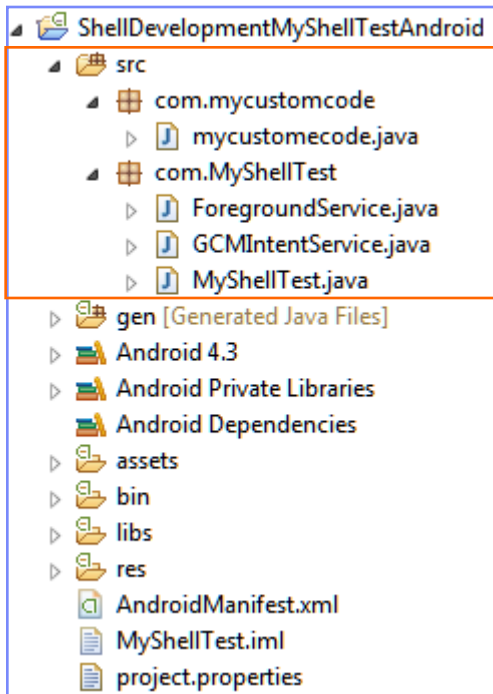 ShellDevelopmentMyShellTestAndroid
src
com.mycustomcode
mycustomecode.java
com.MyShellTest
ForegroundService.java
GCMIntentService.java
MyShellTest.java
gen [Generated Java Files]
Android 4.3
Android Private Libraries
Android Dependencies
assets
bin
libs
res
AndroidManifest.xml
MyShellTest.iml
project.properties